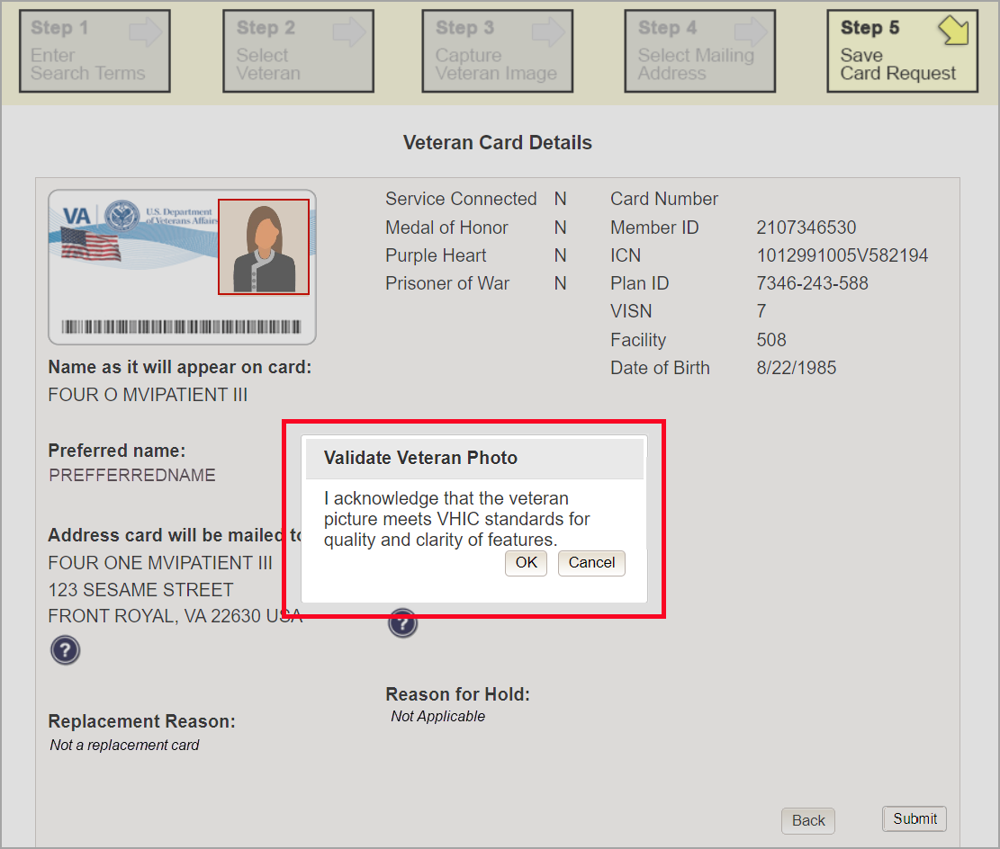 Step 1
Enter
Search Terms
Step 2
Select
Veteran
Step 3
Capture
Veteran Image
Step 4
Select Mailing
Address
Step 5
Save
Card Request
Veteran Card Details
VA
U.S. Department
of Veterans Affairs
Service Connected N
Medal of Honor N
Purple Heart N
Prisoner of War N
Card Number
Member ID 2107346530
ICN 1012991005V582194
Plan ID 7346-243-588
VISN 7
Facility 508
Date of Birth 8/22/1985
Name as it will appear on card:
FOUR O MVIPATIENT III
Preferred name:
PREFFERREDNAME
Address card will be mailed to
FOUR ONE MVIPATIENT III
123 SESAME STREET
FRONT ROYAL, VA 22630 USA
?
Validate Veteran Photo
I acknowledge that the veteran
picture meets VHIC standards for
quality and clarity of features.
OK Cancel
?
Replacement Reason:
Not a replacement card
Reason for Hold:
Not Applicable
Back Submit